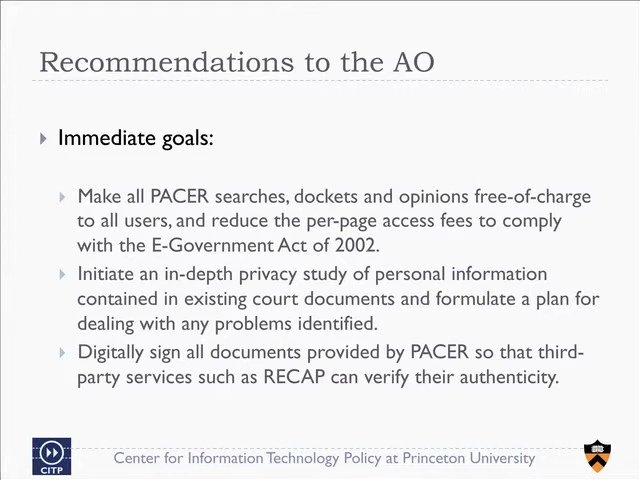 Recommendations to the AO
Immediate goals:
Make all PACER searches, dockets and opinions free-of-charge
to all users, and reduce the per-page access fees to comply
with the E-Government Act of 2002.
Initiate an in-depth privacy study of personal information
contained in existing court documents and formulate a plan for
dealing with any problems identified.
Digitally sign all documents provided by PACER so that third-
party services such as RECAP can verify their authenticity.
CITP
Center for Information Technology Policy at Princeton University